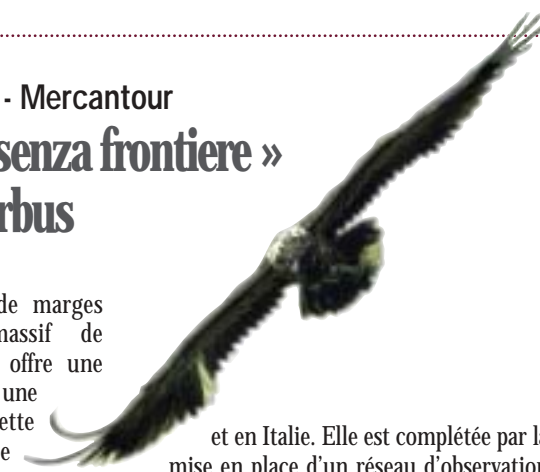 - Mercantour
senza frontiere »
rbus
de marges
massif de
offre une
une
ette
e
et en Italie. Elle est complétée par la
mise en place d'un réseau d'observation